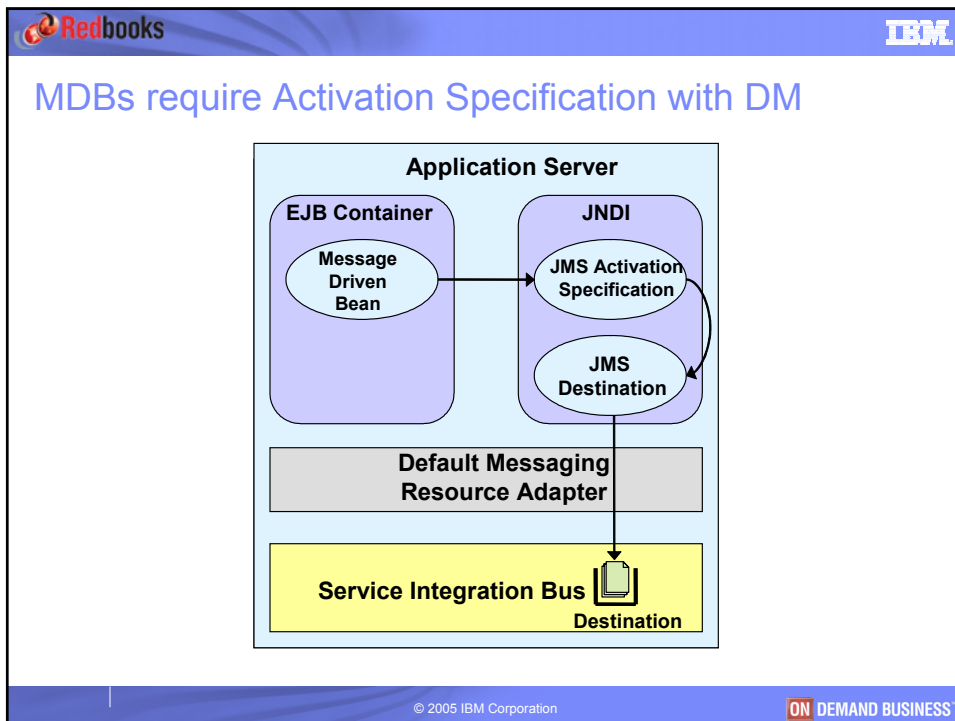 Redbooks
IBM
MDBs require Activation Specification with DM
Application Server
EJB Container
JNDI
Message
Driven
Bean
JMS Activation
Specification
JMS
Destination
Default Messaging
Resource Adapter
Service Integration Bus
Destination
© 2005 IBM Corporation
ON DEMAND BUSINESS™